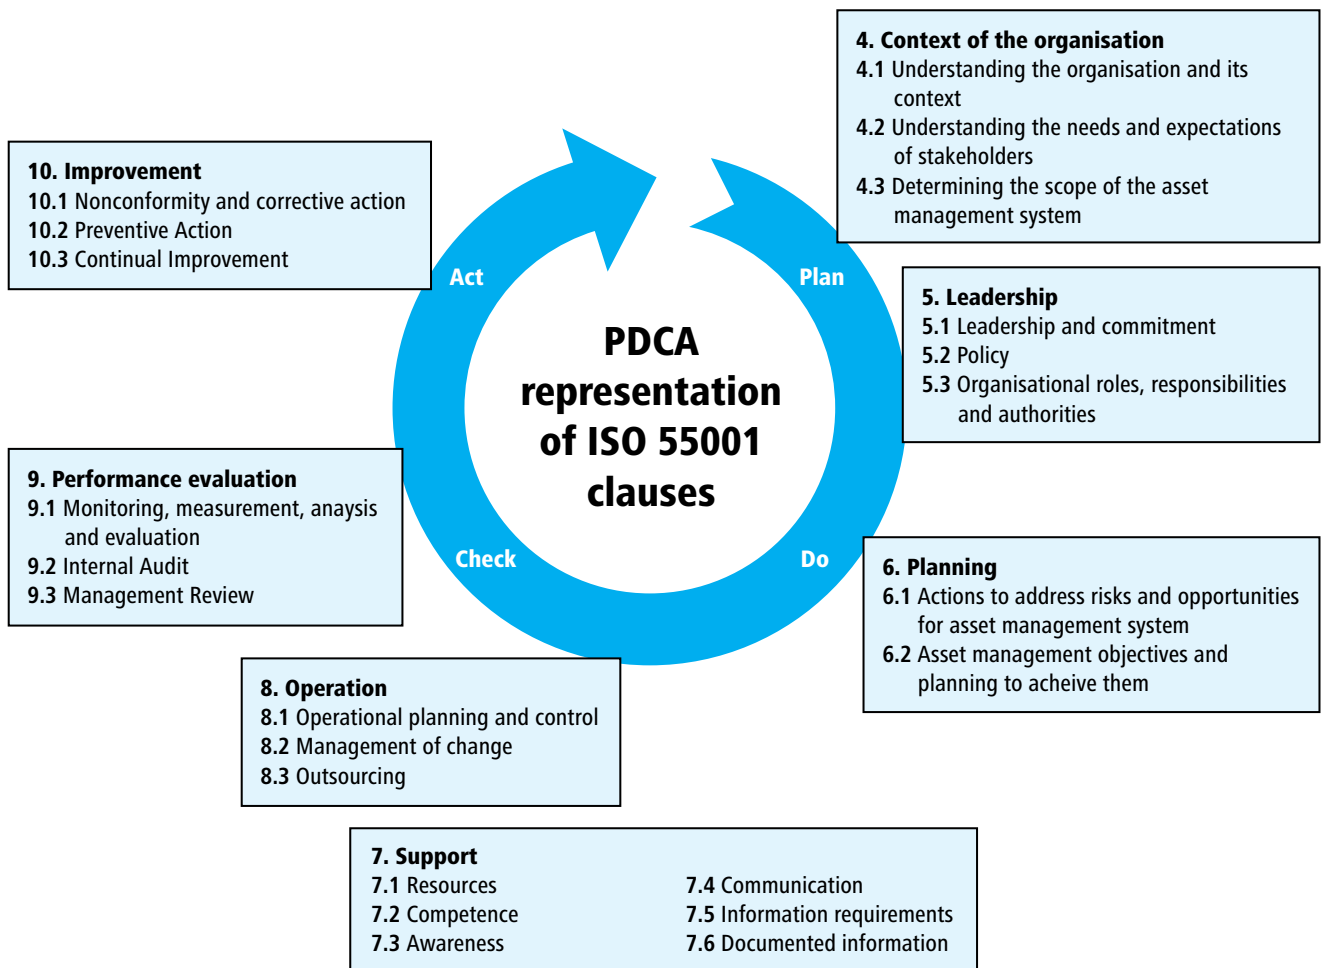 4. Context of the organisation
4.1 Understanding the organisation and its
context
4.2 Understanding the needs and expectations
of stakeholders
4.3 Determining the scope of the asset
management system
10. Improvement
10.1 Nonconformity and corrective action
10.2 Preventive Action
10.3 Continual Improvement
Act
Plan
5. Leadership
5.1 Leadership and commitment
5.2 Policy
5.3 Organisational roles, responsibilities
and authorities
PDCA
representation
of ISO 55001
clauses
9. Performance evaluation
9.1 Monitoring, measurement, anaysis
and evaluation
9.2 Internal Audit
9.3 Management Review
Check
Do
6. Planning
6.1 Actions to address risks and opportunities
for asset management system
6.2 Asset management objectives and
planning to acheive them
8. Operation
8.1 Operational planning and control
8.2 Management of change
8.3 Outsourcing
7. Support
7.1 Resources
7.2 Competence
7.3 Awareness
7.4 Communication
7.5 Information requirements
7.6 Documented information